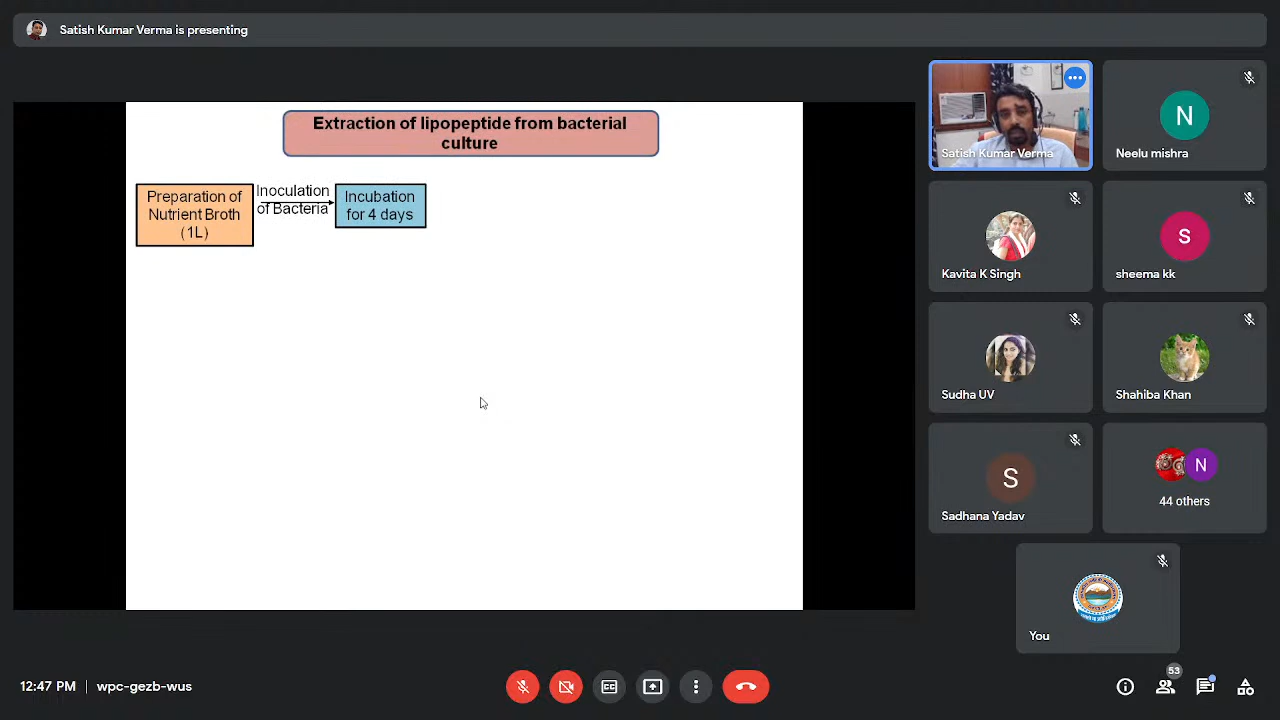 Satish Kumar Verma is presenting
Extraction of lipopeptide from bacterial
culture
Preparation of
Nutrient Broth
(1L)
Inoculation
of Bacteria
Incubation
for 4 days
Satish Kumar Verma
N
Neelu mishra
Kavita K Singh
S
sheema kk
Sudha UV
Shahiba Khan
S
Sadhana Yadav
N
44 others
You
12:47 PM | wpc-gezb-wus
CC
53